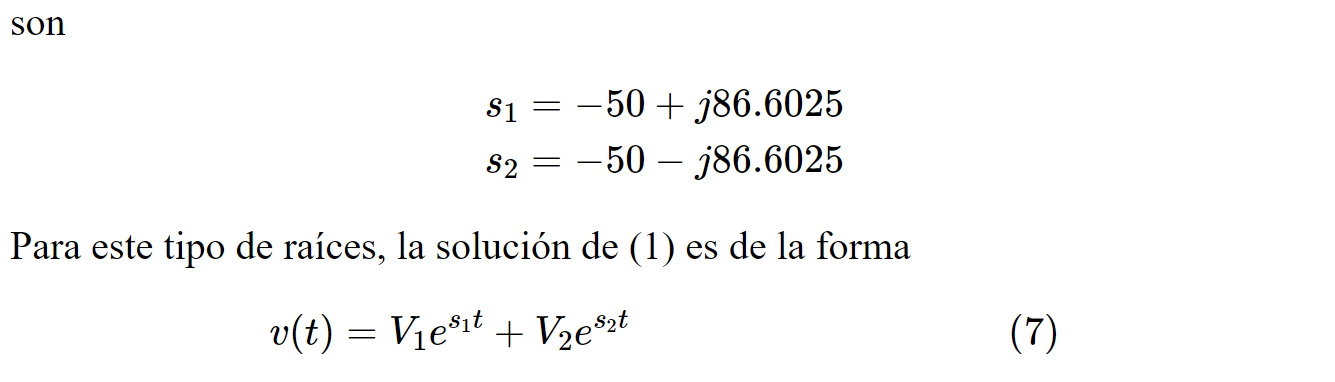 son
s₁ = −50 + j86.6025
s₂ = −50 − j86.6025
Para este tipo de raíces, la solución de (1) es de la forma
v(t) = V₁e^{s₁t} + V₂e^{s₂t} (7)